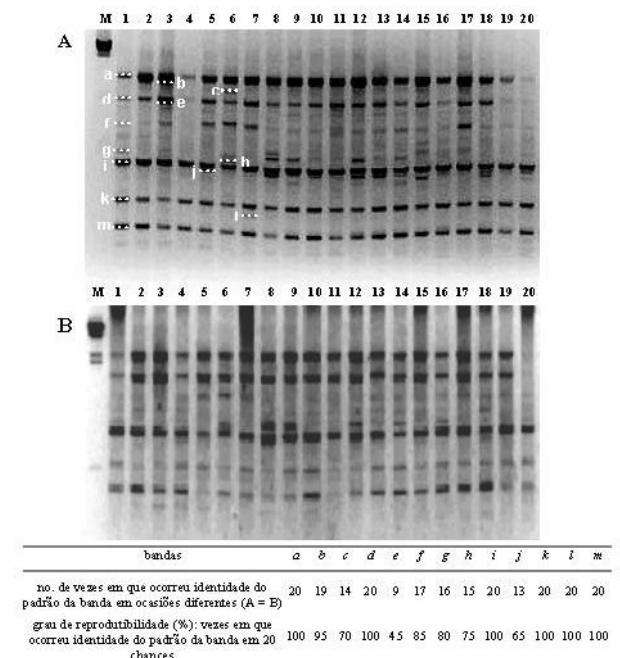 M 1 2 3 4 5 6 7 8 9 10 11 12 13 14 15 16 17 18 19 20
A
a
b
c
d
e
f
g
h
i
j
k
l
m
M 1 2 3 4 5 6 7 8 9 10 11 12 13 14 15 16 17 18 19 20
B
bandas a b c d e f g h i j k l m
no. de vezes em que ocorreu identidade do
padrão da banda em ocasiões diferentes (A = B) 20 19 14 20 9 17 16 15 20 13 20 20 20
grau de reprodutibilidade (%): vezes em que
ocorreu identidade do padrão da banda em 20 100 95 70 100 45 85 80 75 100 65 100 100 100
chances